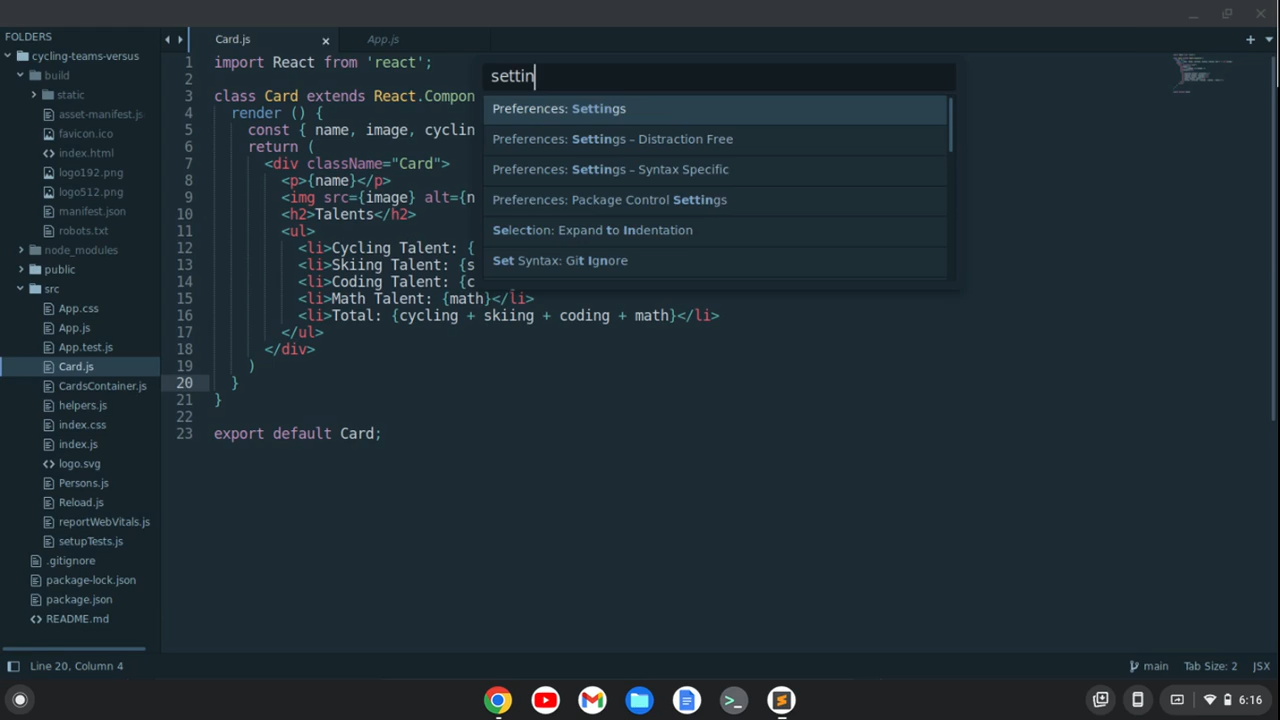 FOLDERS
cycling-teams-versus
build
static
asset-manifest.js
favicon.ico
index.html
logo192.png
logo512.png
manifest.json
robots.txt
node_modules
public
src
App.css
App.js
App.test.js
Card.js
CardsContainer.js
helpers.js
index.css
index.js
logo.svg
Persons.js
Reload.js
reportWebVitals.js
setupTests.js
.gitignore
package-lock.json
package.json
README.md
Card.js
App.js
1 import React from 'react';
2
3 class Card extends React.Compon
4 render () {
5 const { name, image, cyclin
6 return (
7 <div className="Card">
8 <p>{name}</p>
9 <img src={image} alt={n
10 <h2>Talents</h2>
11 <ul>
12 <li>Cycling Talent: {
13 <li>Skiing Talent: {s
14 <li>Coding Talent: {c
15 <li>Math Talent: {math}</li>
16 <li>Total: {cycling + skiing + coding + math}</li>
17 </ul>
18 </div>
19 )
20 }
21 }
22
23 export default Card;
settin
Preferences: Settings
Preferences: Settings – Distraction Free
Preferences: Settings – Syntax Specific
Preferences: Package Control Settings
Selection: Expand to Indentation
Set Syntax: Git Ignore
Line 20, Column 4
main
Tab Size: 2
JSX
6:16